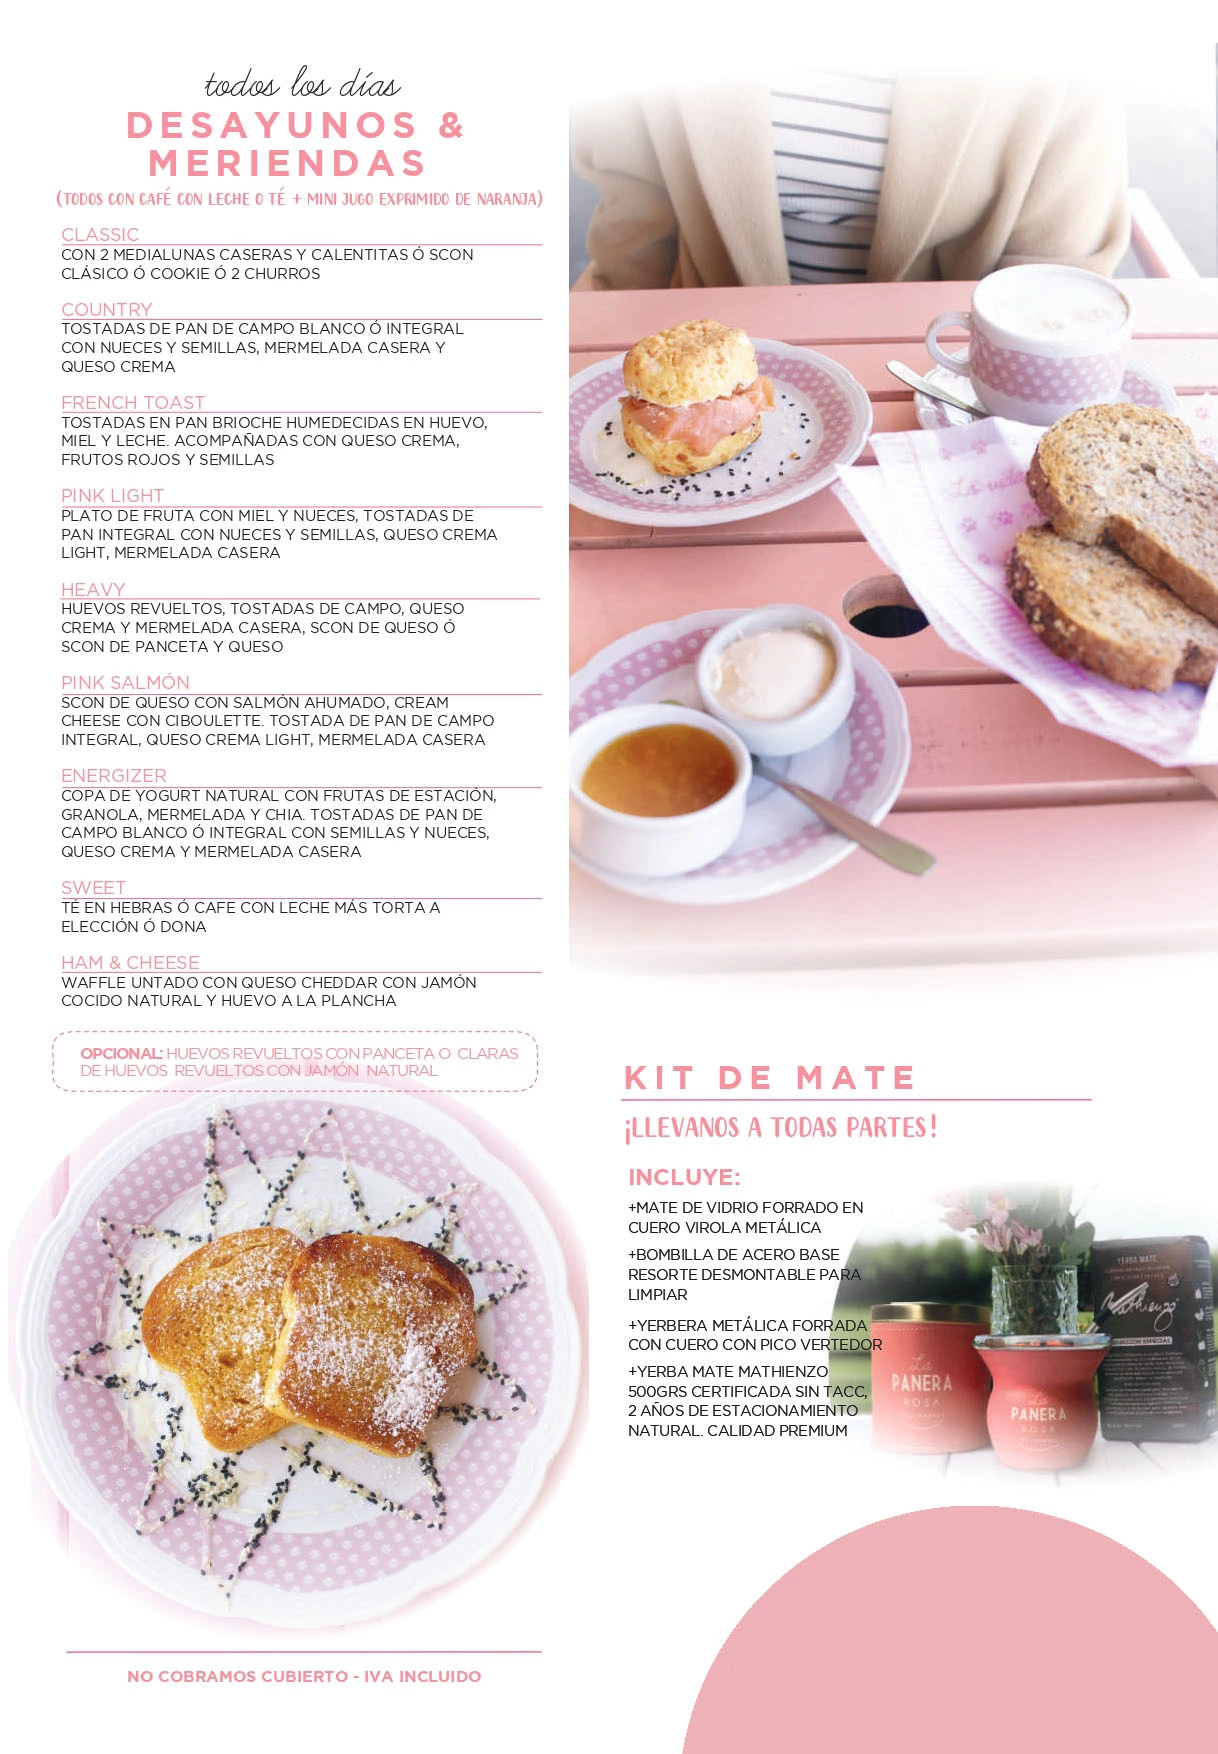 todos los días
DESAYUNOS &
MERIENDAS
(TODOS CON CAFÉ CON LECHE O TÉ + MINI JUGO EXPRIMIDO DE NARANJA)
CLASSIC
CON 2 MEDIALUNAS CASERAS Y CALENTITAS Ó SCON
CLÁSICO Ó COOKIE Ó 2 CHURROS
COUNTRY
TOSTADAS DE PAN DE CAMPO BLANCO Ó INTEGRAL
CON NUECES Y SEMILLAS, MERMELADA CASERA Y
QUESO CREMA
FRENCH TOAST
TOSTADAS EN PAN BRIOCHE HUMEDECIDAS EN HUEVO,
MIEL Y LECHE. ACOMPAÑADAS CON QUESO CREMA,
FRUTOS ROJOS Y SEMILLAS
PINK LIGHT
PLATO DE FRUTA CON MIEL Y NUECES, TOSTADAS DE
PAN INTEGRAL CON NUECES Y SEMILLAS, QUESO CREMA
LIGHT, MERMELADA CASERA
HEAVY
HUEVOS REVUELTOS, TOSTADAS DE CAMPO, QUESO
CREMA Y MERMELADA CASERA, SCON DE QUESO Ó
SCON DE PANCETA Y QUESO
PINK SALMÓN
SCON DE QUESO CON SALMÓN AHUMADO, CREAM
CHEESE CON CIBOULETTE. TOSTADA DE PAN DE CAMPO
INTEGRAL, QUESO CREMA LIGHT, MERMELADA CASERA
ENERGIZER
COPA DE YOGURT NATURAL CON FRUTAS DE ESTACIÓN,
GRANOLA, MERMELADA Y CHIA. TOSTADAS DE PAN DE
CAMPO BLANCO Ó INTEGRAL CON SEMILLAS Y NUECES,
QUESO CREMA Y MERMELADA CASERA
SWEET
TÉ EN HEBRAS Ó CAFE CON LECHE MÁS TORTA A
ELECCIÓN Ó DONA
HAM & CHEESE
WAFFLE UNTADO CON QUESO CHEDDAR CON JAMÓN
COCIDO NATURAL Y HUEVO A LA PLANCHA
OPCIONAL: HUEVOS REVUELTOS CON PANCETA O CLARAS
DE HUEVOS REVUELTOS CON JAMÓN NATURAL
NO COBRAMOS CUBIERTO - IVA INCLUIDO
La vida
KIT DE MATE
¡LLEVANOS A TODAS PARTES!
INCLUYE:
+MATE DE VIDRIO FORRADO EN
CUERO VIROLA METÁLICA
+BOMBILLA DE ACERO BASE
RESORTE DESMONTABLE PARA
LIMPIAR
+YERBERA METÁLICA FORRADA
CON CUERO CON PICO VERTEDOR
+YERBA MATE MATHIENZO
500GRS CERTIFICADA SIN TACC,
2 AÑOS DE ESTACIONAMIENTO
NATURAL. CALIDAD PREMIUM
La
PANERA
ROSA
La
PANERA
ROSA
YERBA MATE
Mathienzo
ESPECIAL